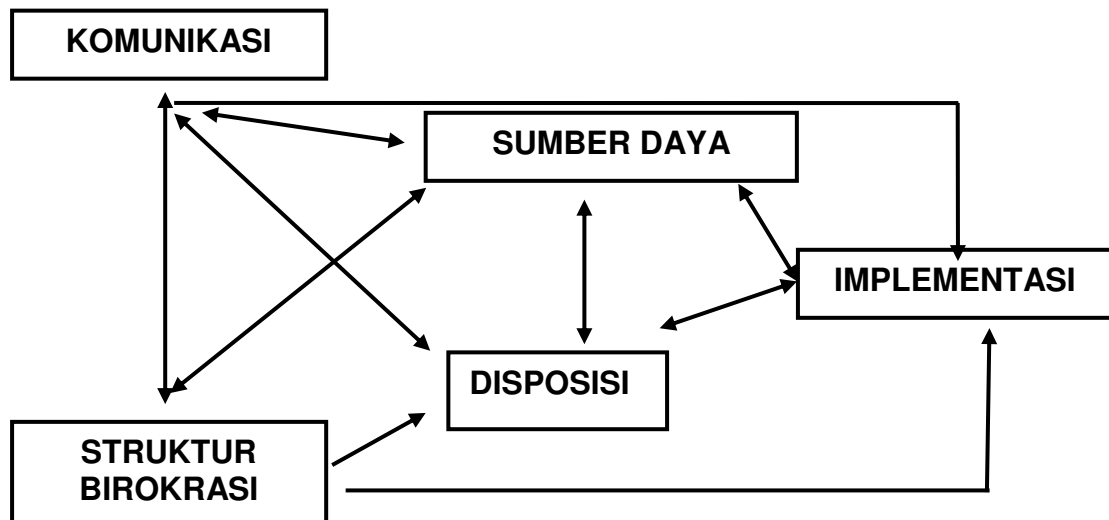 KOMUNIKASI
SUMBER DAYA
IMPLEMENTASI
DISPOSISI
STRUKTUR
BIROKRASI